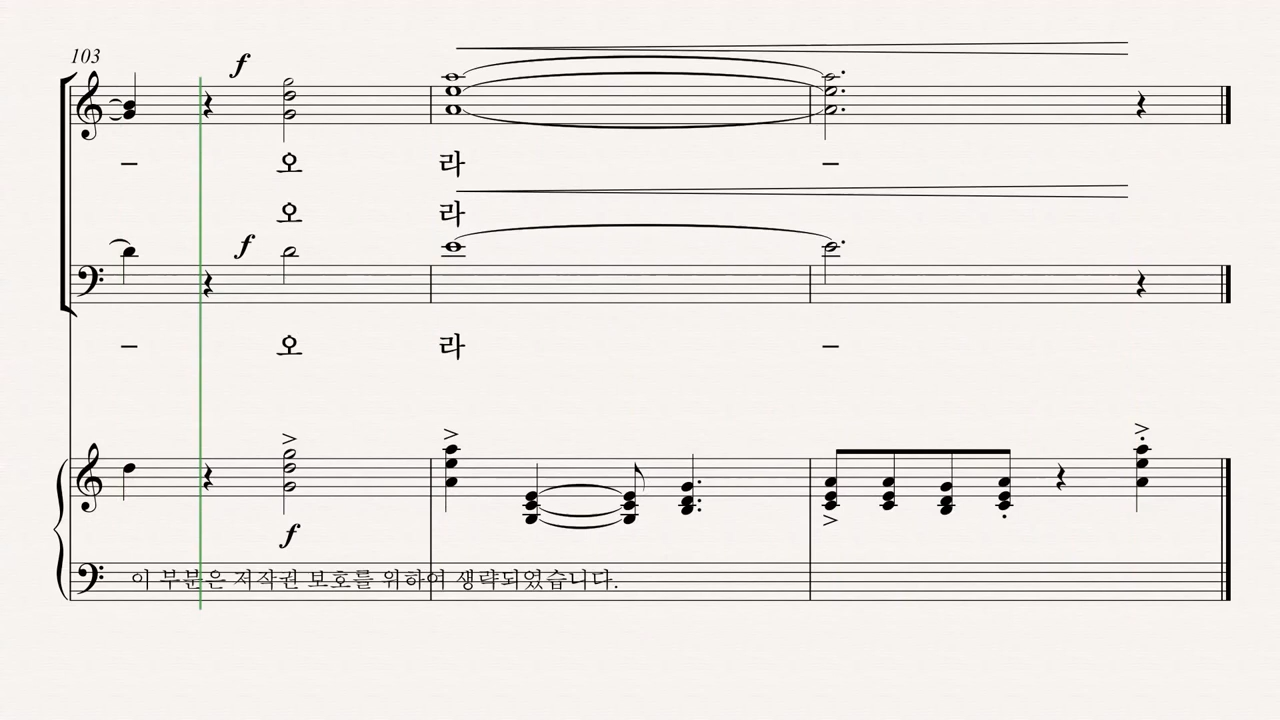 103
f
– 오 라 –
오 라
f
– 오 라 –
f
이 부분은 저작권 보호를 위하여 생략되었습니다.